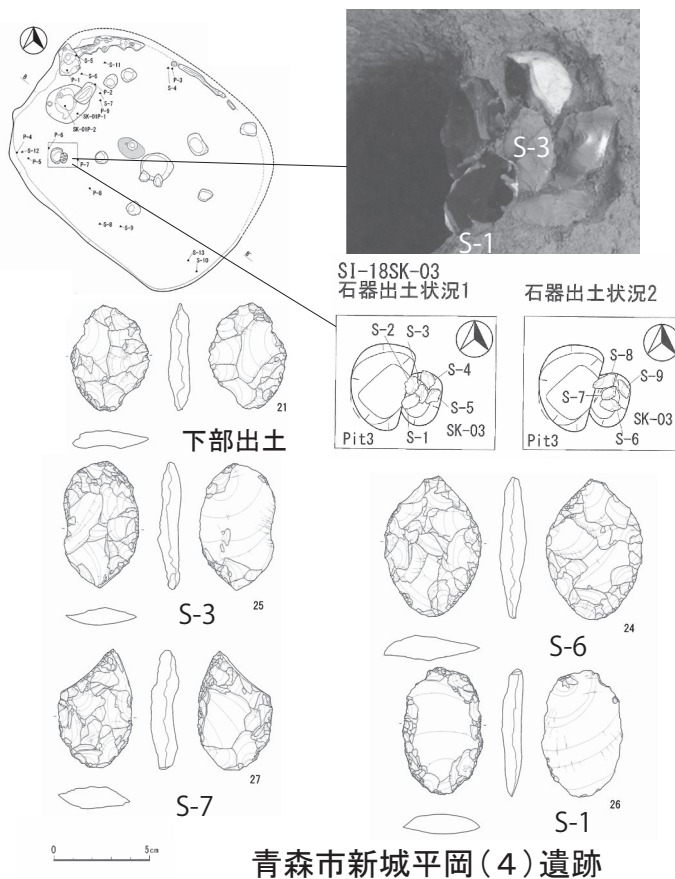 S-5
S-11
P-3
S-4
S-6
P-1
P-2
S-7
P-9
SK-01P-1
SK-01P-2
P-4
P-6
S-12
P-5
P-7
P-8
S-8
S-9
S-13
S-10
S-3
S-1
SI-18SK-03
石器出土状況1
石器出土状況2
S-2
S-3
S-4
S-5
S-1
SK-03
Pit3
S-8
S-9
S-7
SK-03
S-6
Pit3
21
下部出土
S-3
25
S-6
24
S-7
27
S-1
26
0
5cm
青森市新城平岡(4)遺跡